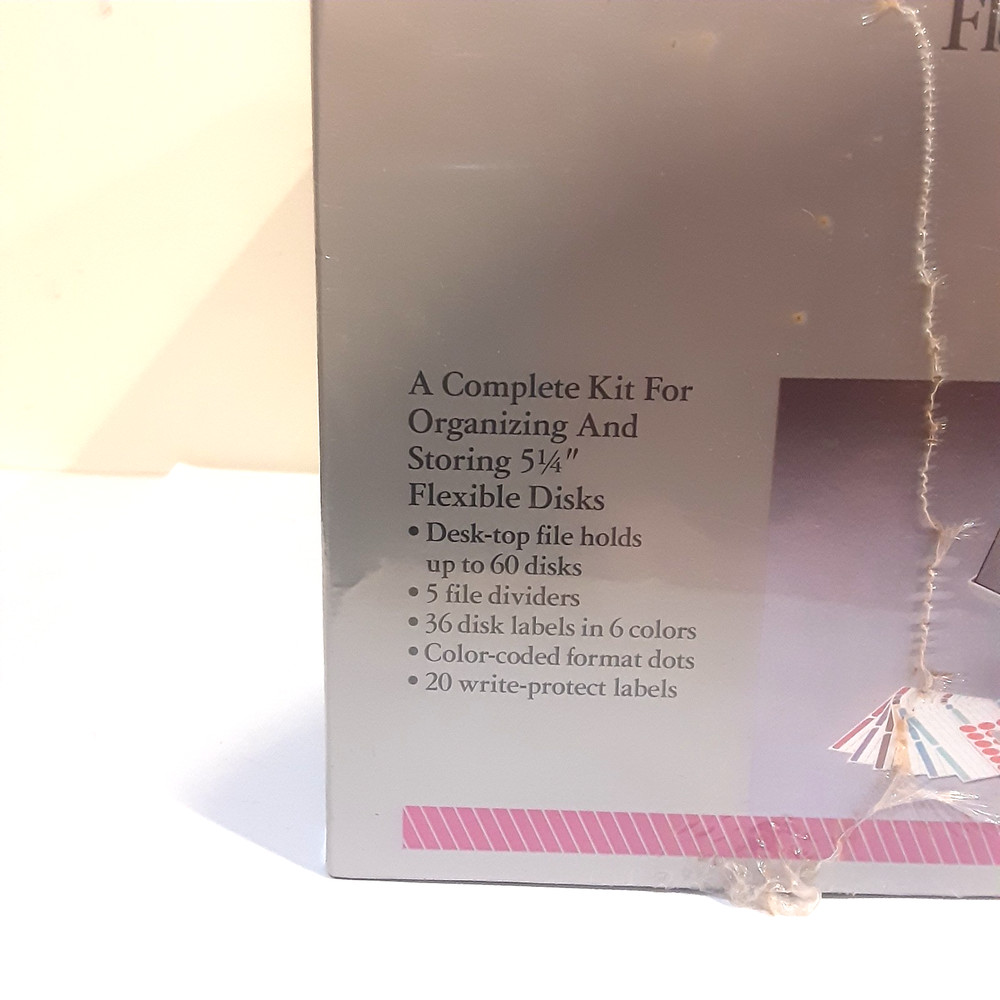 A Complete Kit For
Organizing And
Storing 5¼"
Flexible Disks
• Desk-top file holds
up to 60 disks
• 5 file dividers
• 36 disk labels in 6 colors
• Color-coded format dots
• 20 write-protect labels